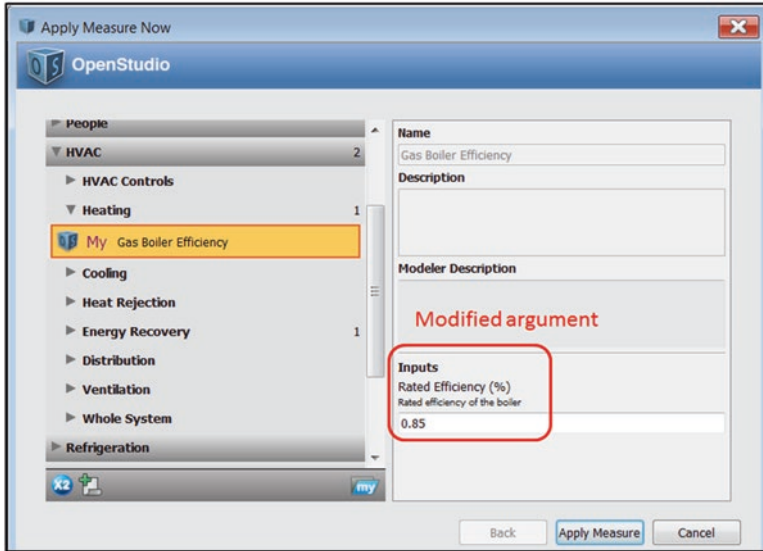 Apply Measure Now
OS OpenStudio
People
HVAC 2
HVAC Controls
Heating 1
My Gas Boiler Efficiency
Cooling
Heat Rejection
Energy Recovery 1
Distribution
Ventilation
Whole System
Refrigeration
x2
my
Name
Gas Boiler Efficiency
Description
Modeler Description
Modified argument
Inputs
Rated Efficiency (%)
Rated efficiency of the boiler
0.85
Back Apply Measure Cancel